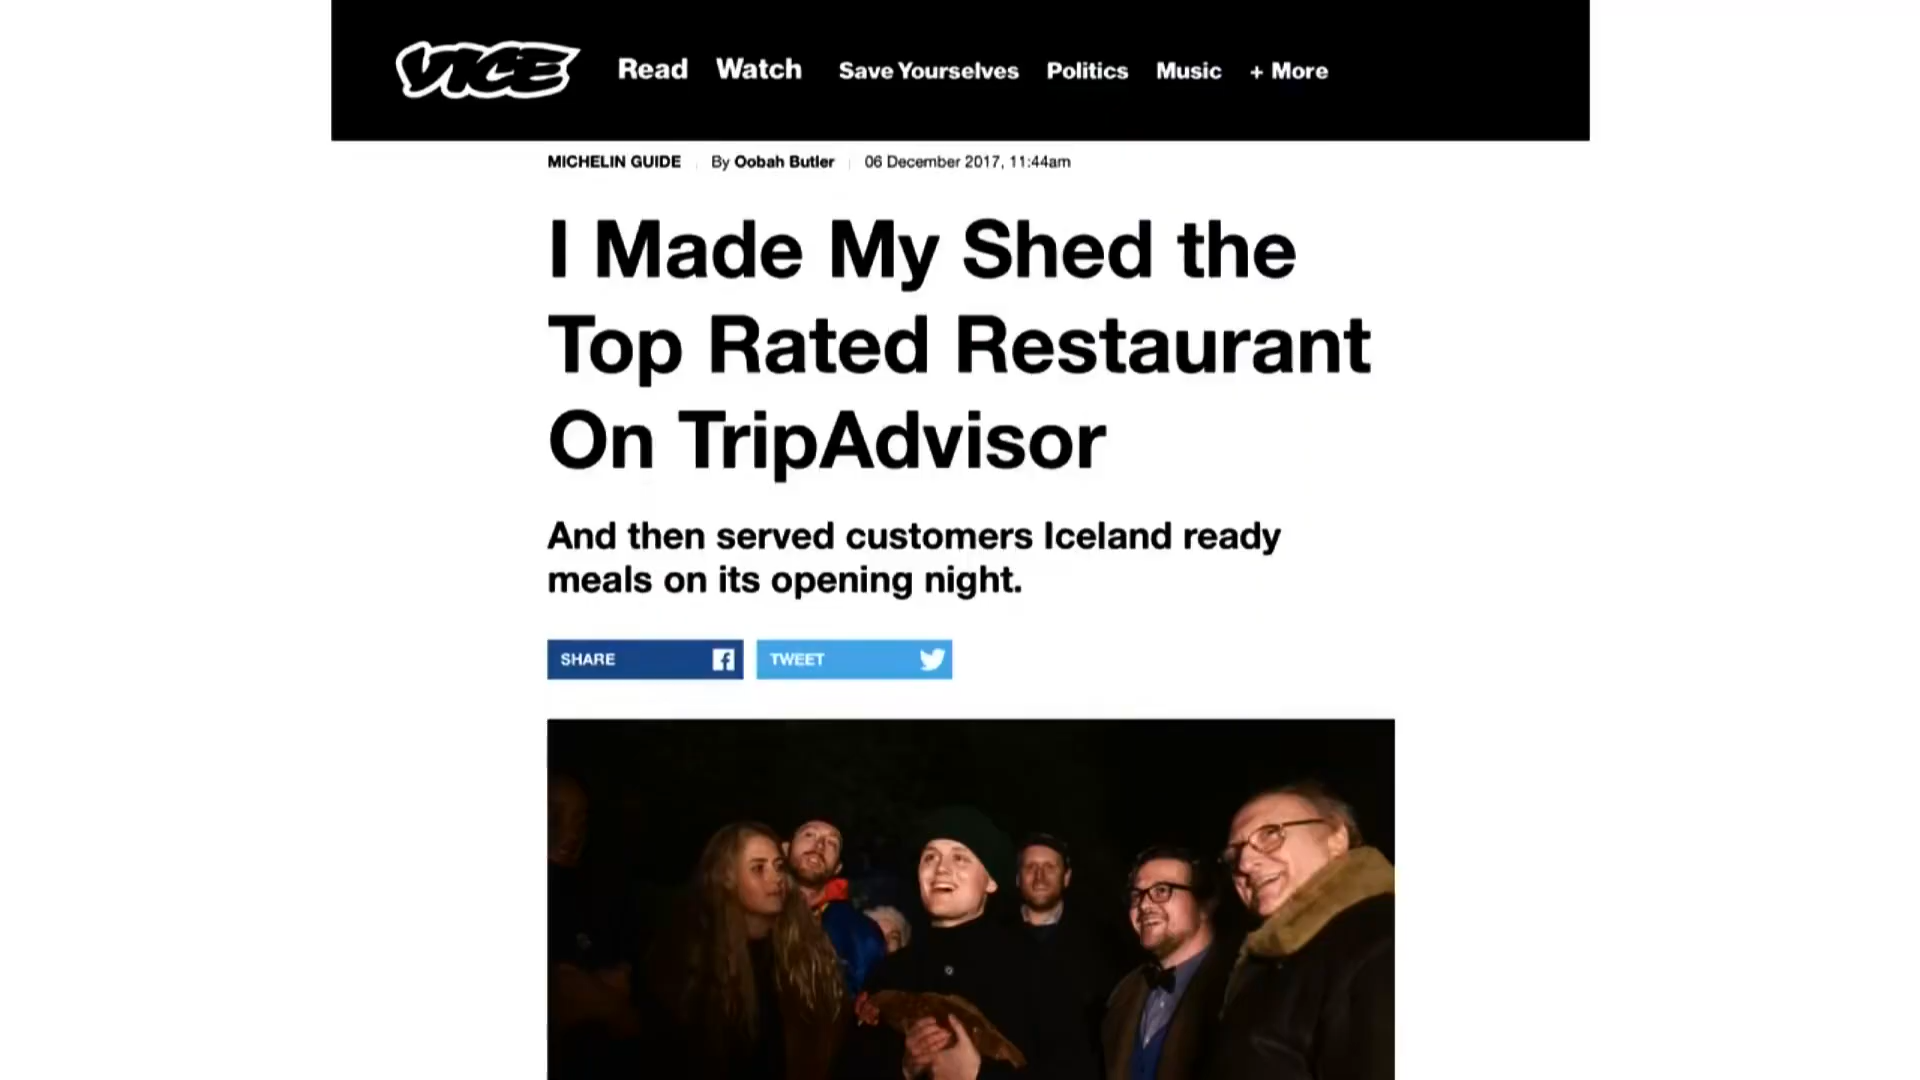 VICE Read Watch Save Yourselves Politics Music + More
MICHELIN GUIDE By Oobah Butler 06 December 2017, 11:44am
I Made My Shed the
Top Rated Restaurant
On TripAdvisor
And then served customers Iceland ready
meals on its opening night.
SHARE TWEET